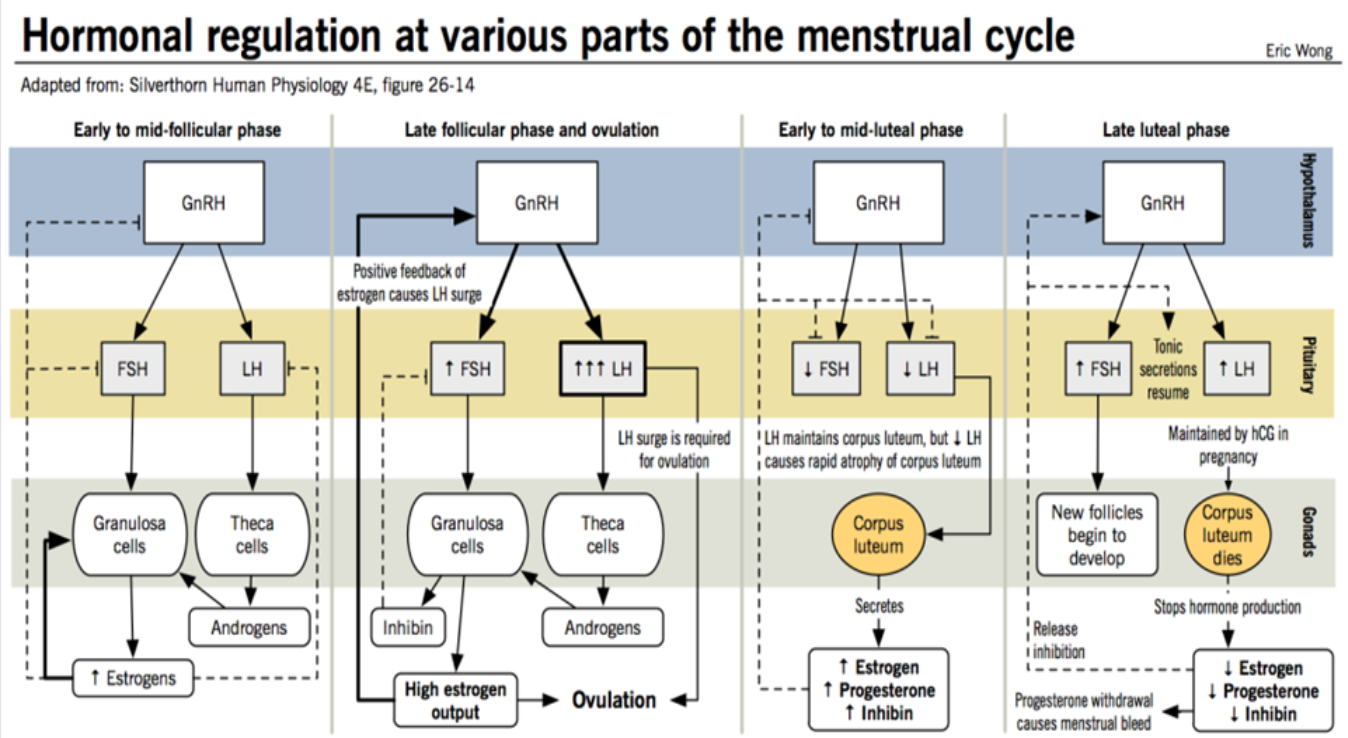 Hormonal regulation at various parts of the menstrual cycle
Eric Wong
Adapted from: Silverthorn Human Physiology 4E, figure 26-14
Early to mid-follicular phase
GnRH
FSH
LH
Granulosa
cells
Theca
cells
Androgens
↑ Estrogens
Late follicular phase and ovulation
GnRH
Positive feedback of
estrogen causes LH surge
↑ FSH
↑↑↑ LH
LH surge is required
for ovulation
Granulosa
cells
Theca
cells
Inhibin
Androgens
High estrogen
output
Ovulation
Early to mid-luteal phase
GnRH
↓ FSH
↓ LH
LH maintains corpus luteum, but ↓ LH
causes rapid atrophy of corpus luteum
Corpus
luteum
Secretes
↑ Estrogen
↑ Progesterone
↑ Inhibin
Late luteal phase
GnRH
↑ FSH
Tonic
secretions
resume
↑ LH
Maintained by hCG in
pregnancy
New follicles
begin to
develop
Corpus
luteum
dies
Stops hormone production
Release
inhibition
↓ Estrogen
↓ Progesterone
↓ Inhibin
Progesterone withdrawal
causes menstrual bleed
Hypothalamus
Pituitary
Gonads